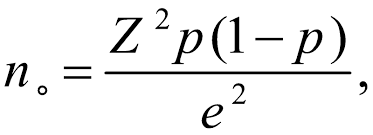 n∘ = Z²p(1−p) / e²,